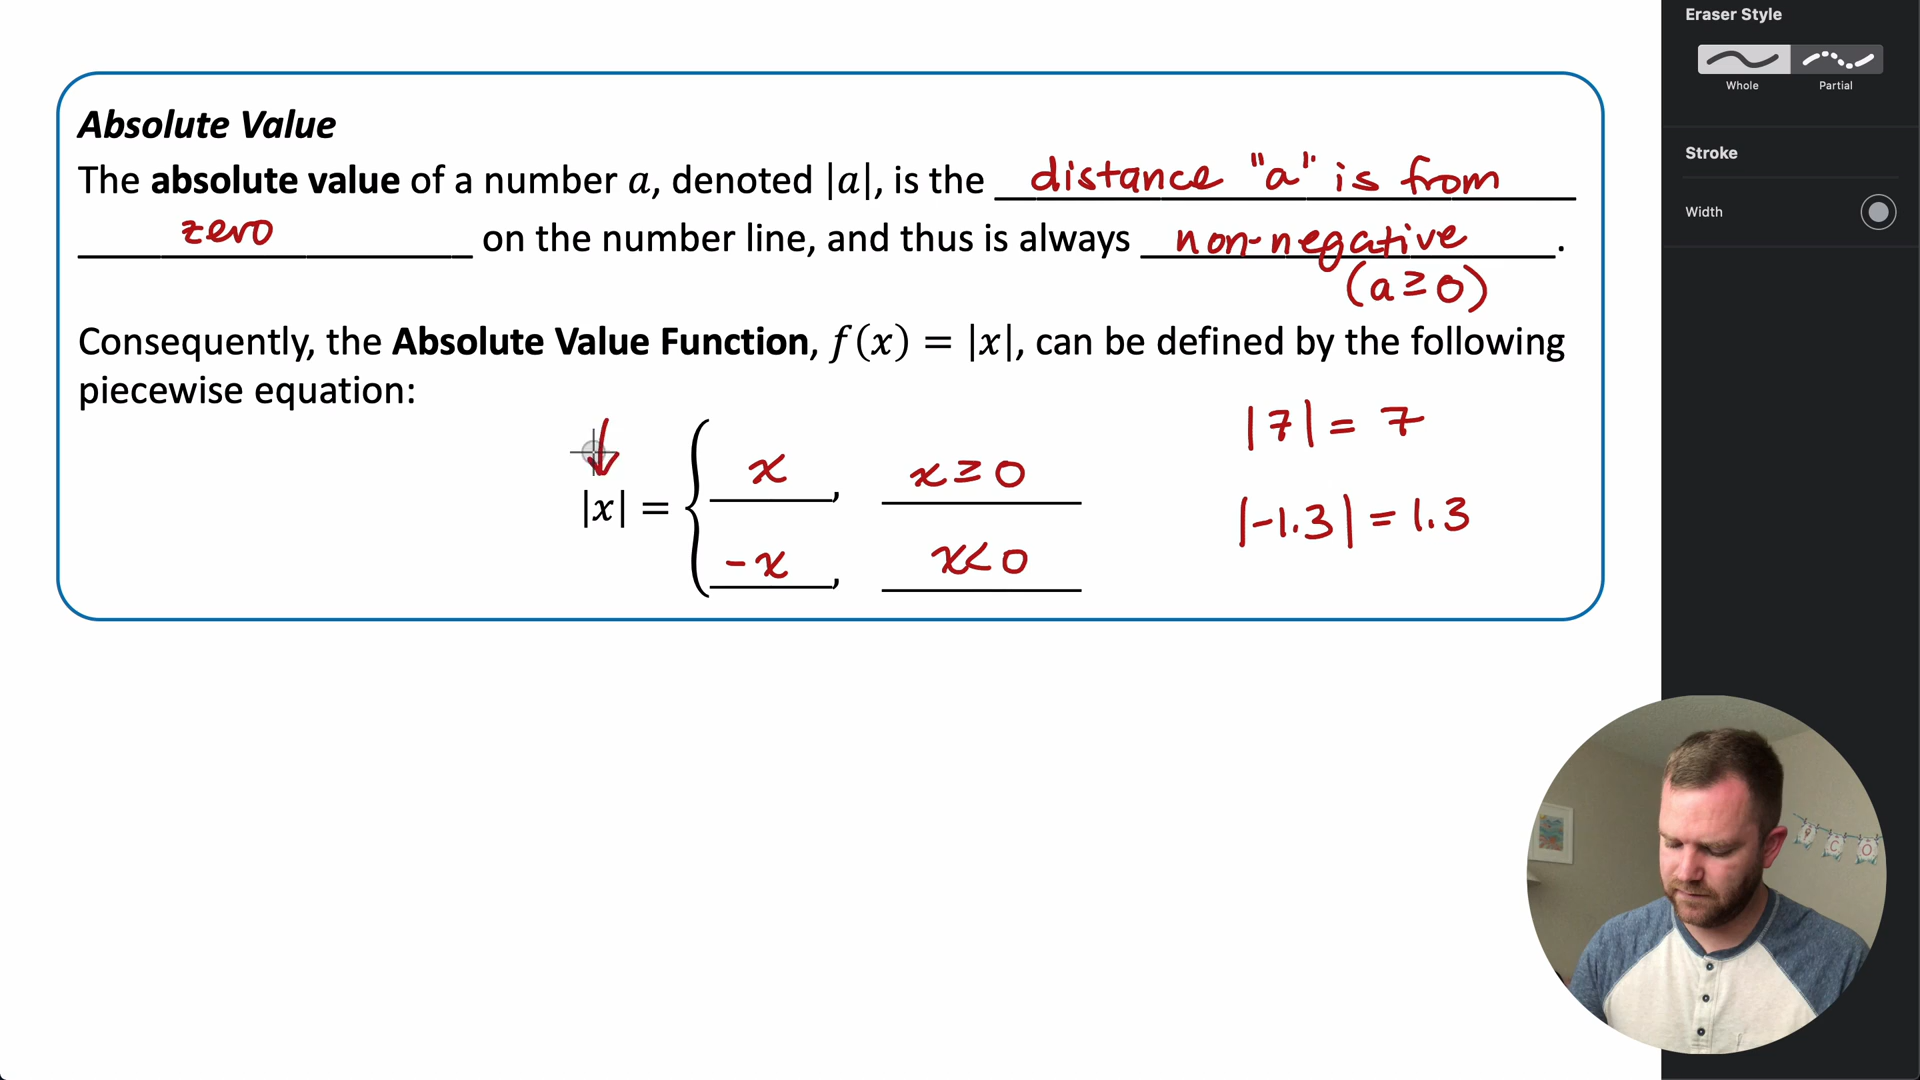 Eraser Style
Whole Partial
Stroke
Width
Absolute Value
The absolute value of a number a, denoted |a|, is the distance "a" is from
zero on the number line, and thus is always non-negative.
(a ≥ 0)
Consequently, the Absolute Value Function, f(x) = |x|, can be defined by the following
piecewise equation:
|x| = { x, x ≥ 0
-x, x < 0
|7| = 7
|-1.3| = 1.3
P C O